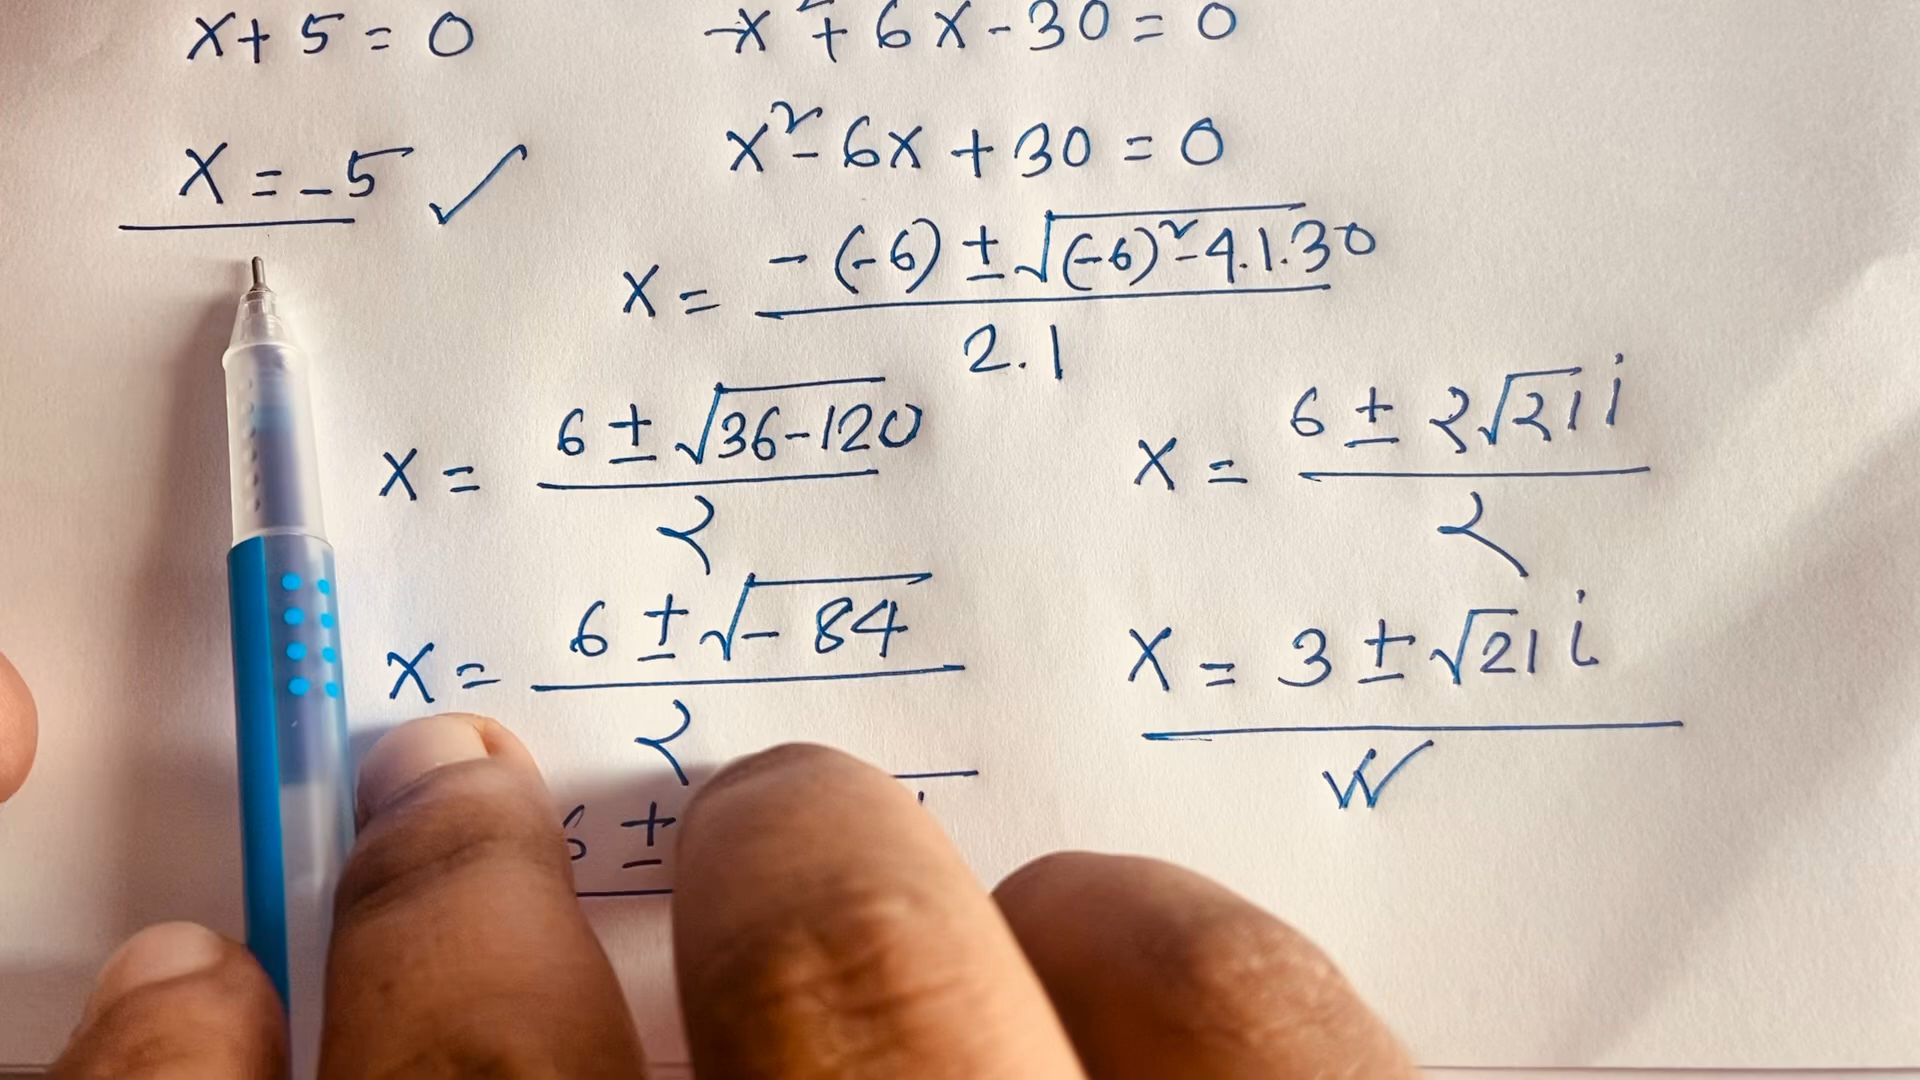 x + 5 = 0
x = -5 ✓
-x² + 6x - 30 = 0
x² - 6x + 30 = 0
x = -(-6) ± √(-6)² - 4.1.30 / 2.1
x = 6 ± √36-120 / 2
x = 6 ± √-84 / 2
6 ±
x = 6 ± 2√21 i / 2
x = 3 ± √21 i